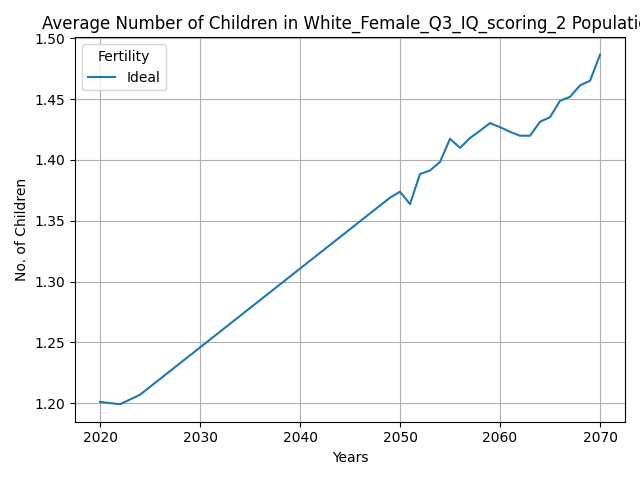 Average Number of Children in White_Female_Q3_IQ_scoring_2 Populati
Fertility
Ideal
No. of Children
1.50
1.45
1.40
1.35
1.30
1.25
1.20
2020 2030 2040 2050 2060 2070
Years